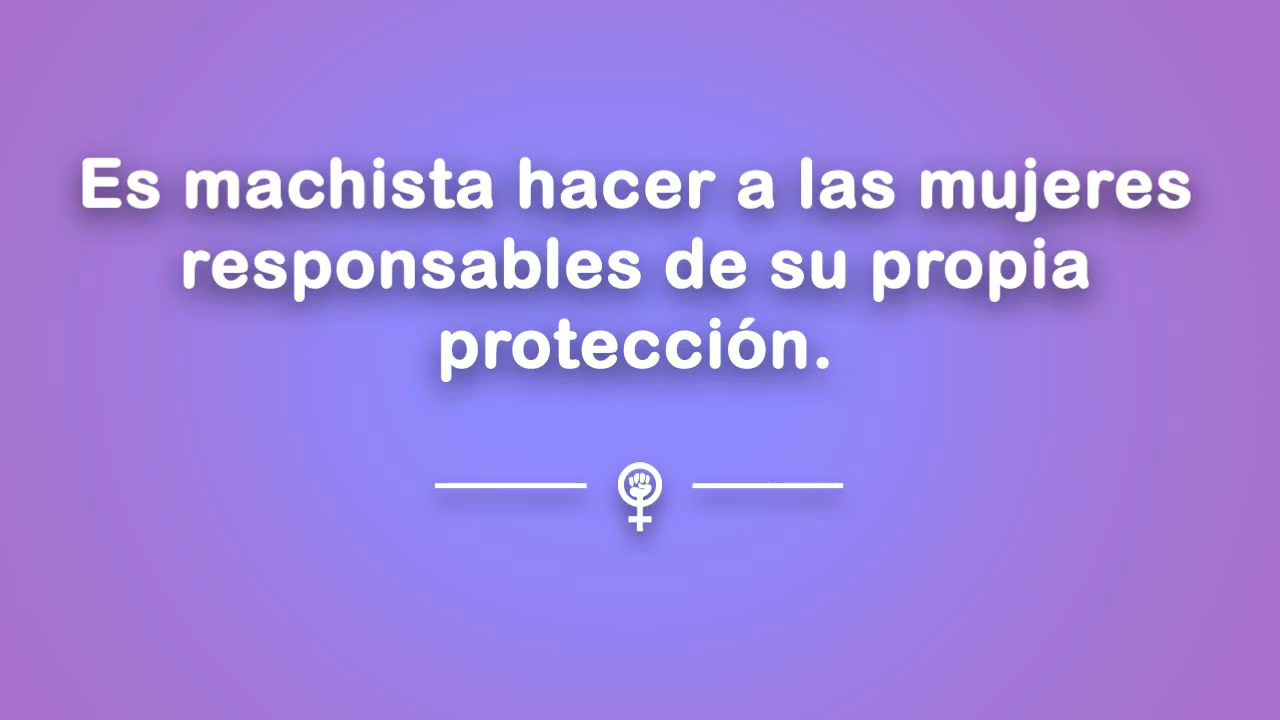 Es machista hacer a las mujeres
responsables de su propia
protección.